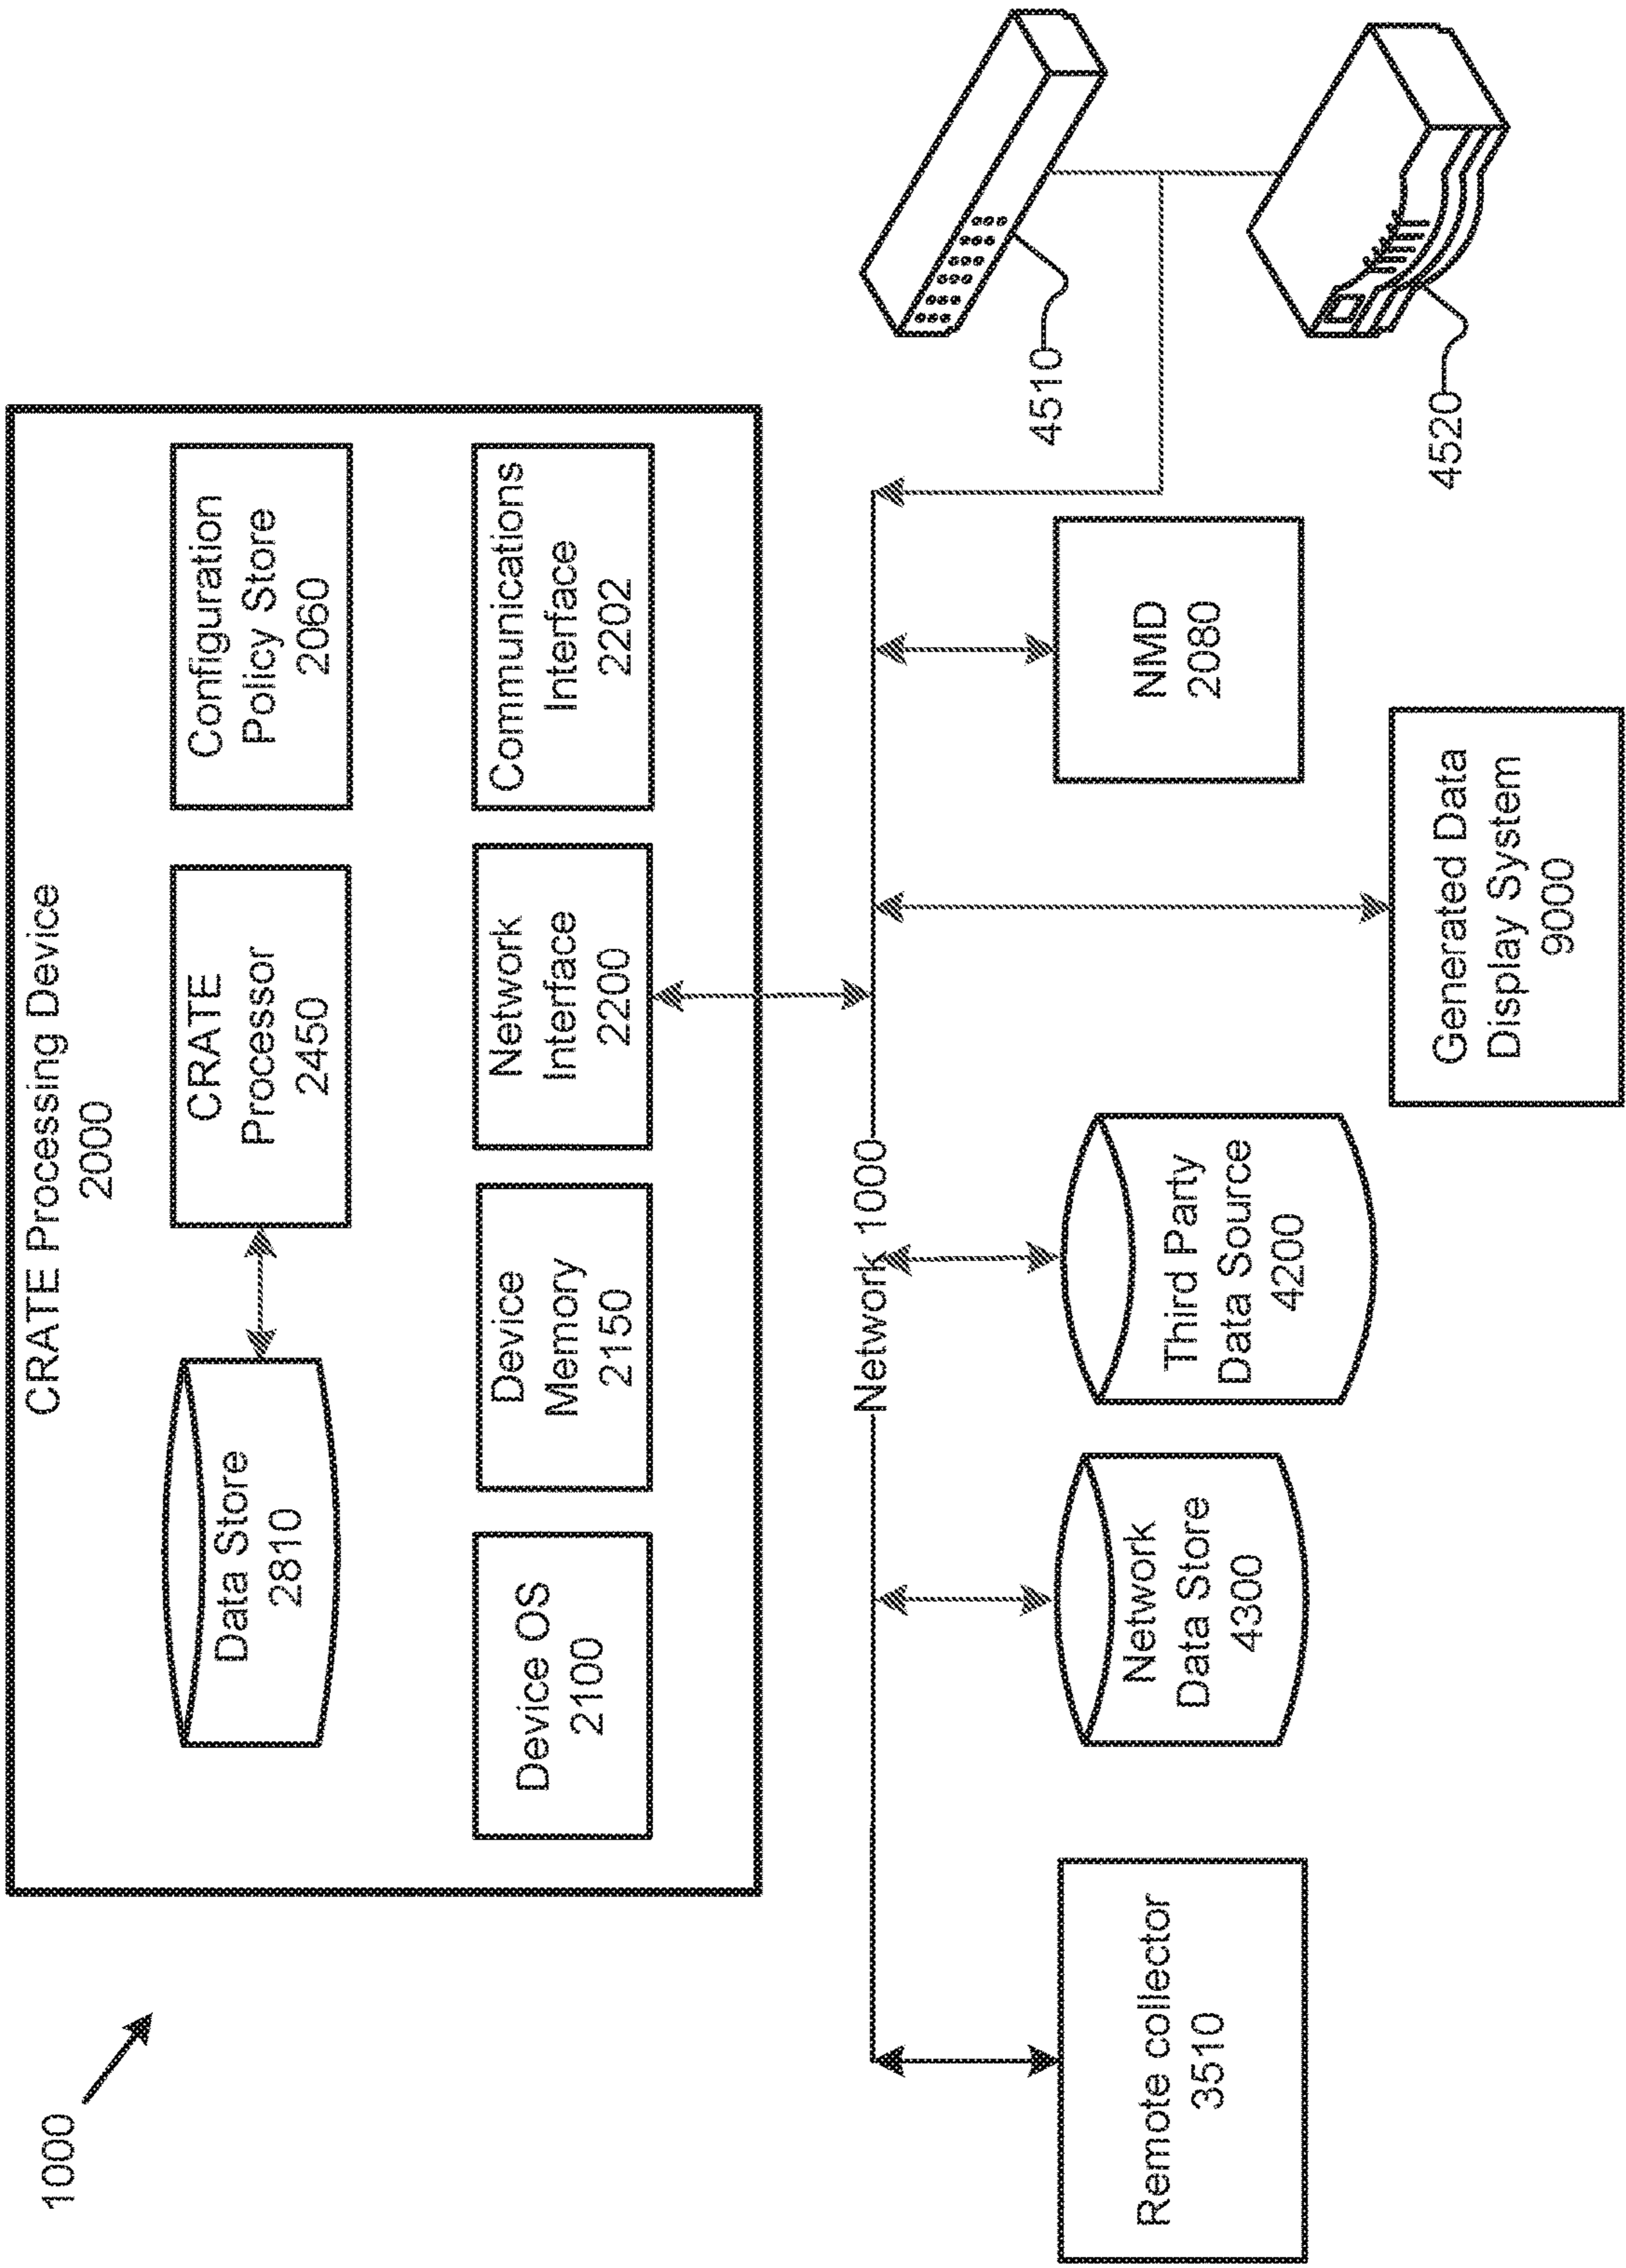 1000
CRATE Processing Device
2000
Data Store
2810
CRATE
Processor
2450
Configuration
Policy Store
2060
Device OS
2100
Device
Memory
2150
Network
Interface
2200
Communications
Interface
2202
Network 1000
Remote collector
3510
Network
Data Store
4300
Third Party
Data Source
4200
Generated Data
Display System
9000
NMD
2080
4510
4520